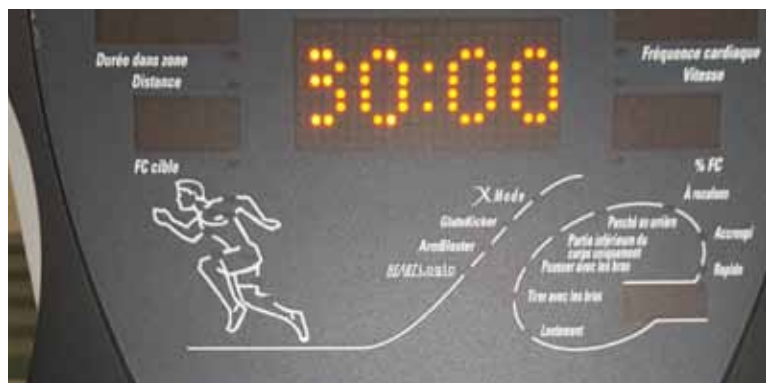 Durée dans zone
Distance
30:00
Fréquence cardiaque
Vitesse
FC cible
% FC
X Mode
GluteKicker
ArmBlaster
À reculons
Penché en arrière
Accroupi
Partie inférieure du
corps uniquement
Pousser avec les bras
Rapide
Tirer avec les bras
Lentement